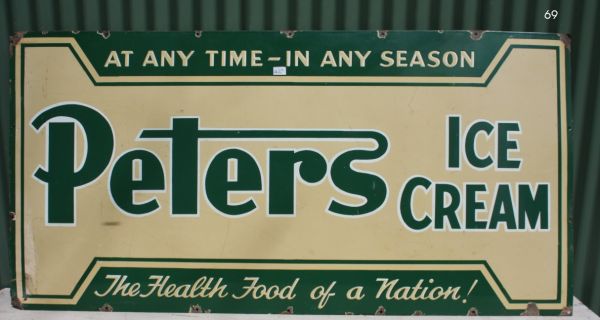 69
AT ANY TIME - IN ANY SEASON
Peters ICE CREAM
The Health Food of a Nation!